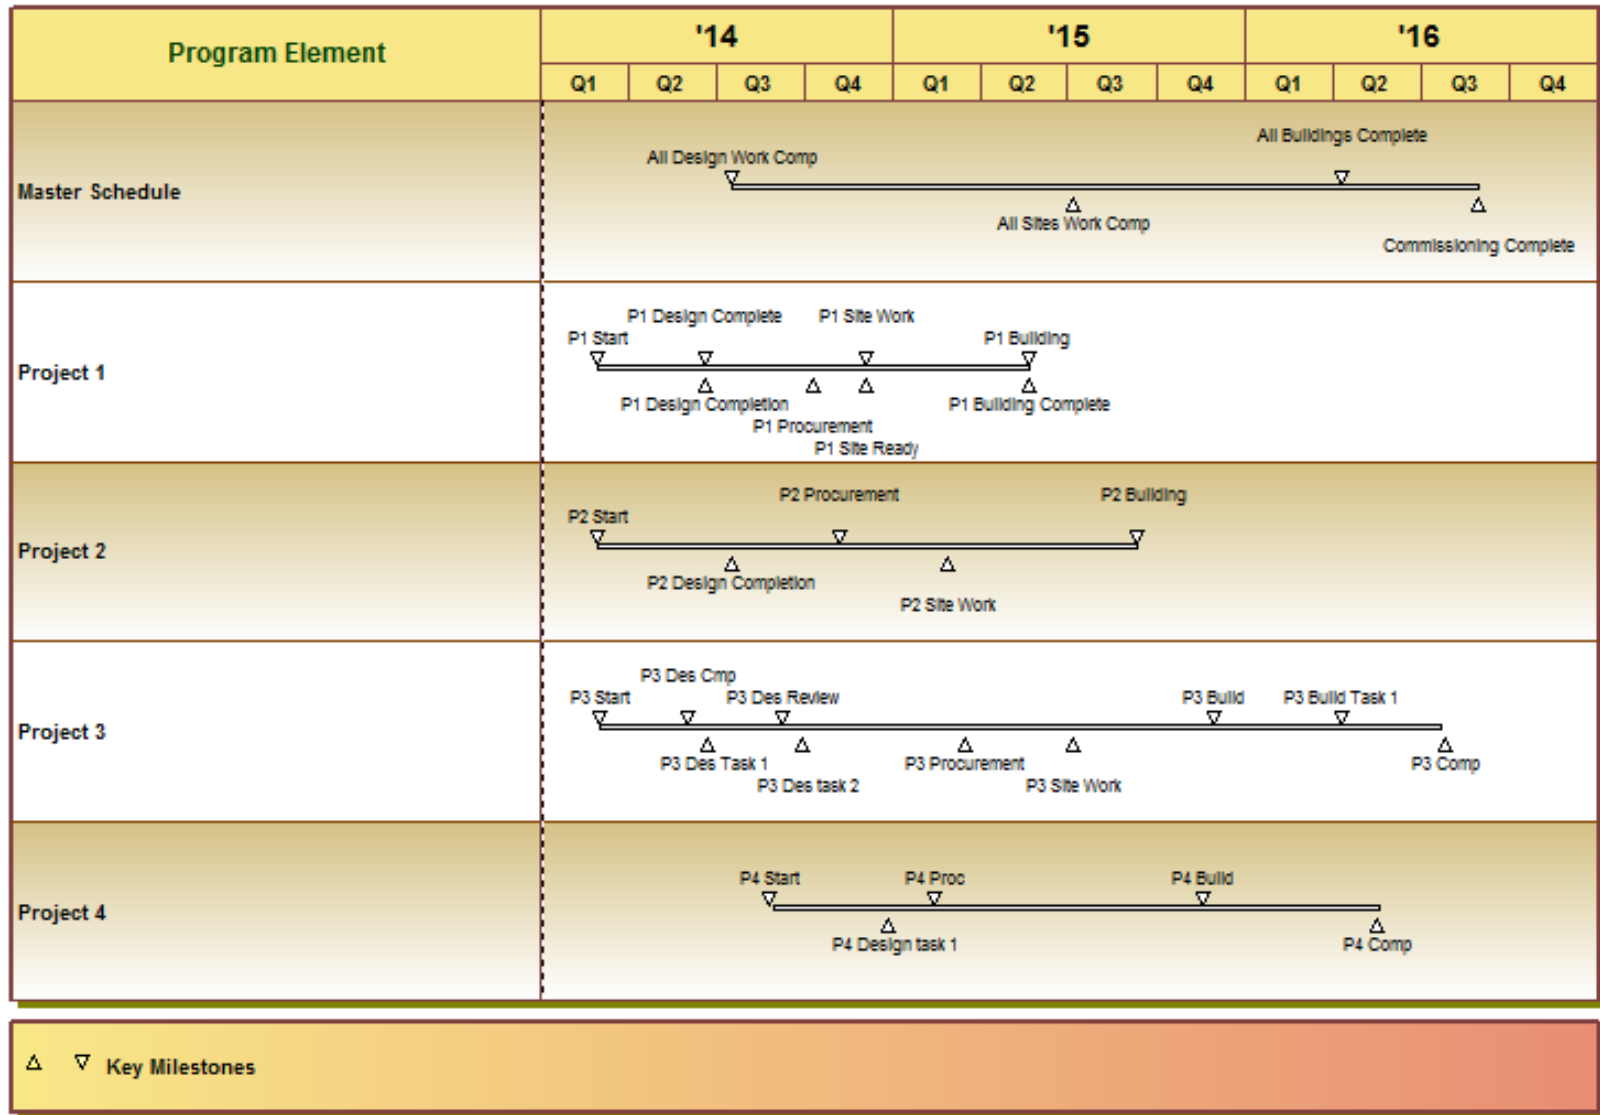 Program Element
'14 '15 '16
Q1 Q2 Q3 Q4 Q1 Q2 Q3 Q4 Q1 Q2 Q3 Q4
Master Schedule
All Buildings Complete
All Design Work Comp
All Sites Work Comp
Commissioning Complete
Project 1
P1 Design Complete P1 Site Work
P1 Start P1 Building
P1 Design Completion P1 Building Complete
P1 Procurement
P1 Site Ready
Project 2
P2 Procurement P2 Building
P2 Start
P2 Design Completion
P2 Site Work
Project 3
P3 Des Cmp
P3 Start P3 Des Review P3 Build P3 Build Task 1
P3 Des Task 1 P3 Procurement P3 Comp
P3 Des task 2 P3 Site Work
Project 4
P4 Start P4 Proc P4 Build
P4 Design task 1 P4 Comp
Key Milestones